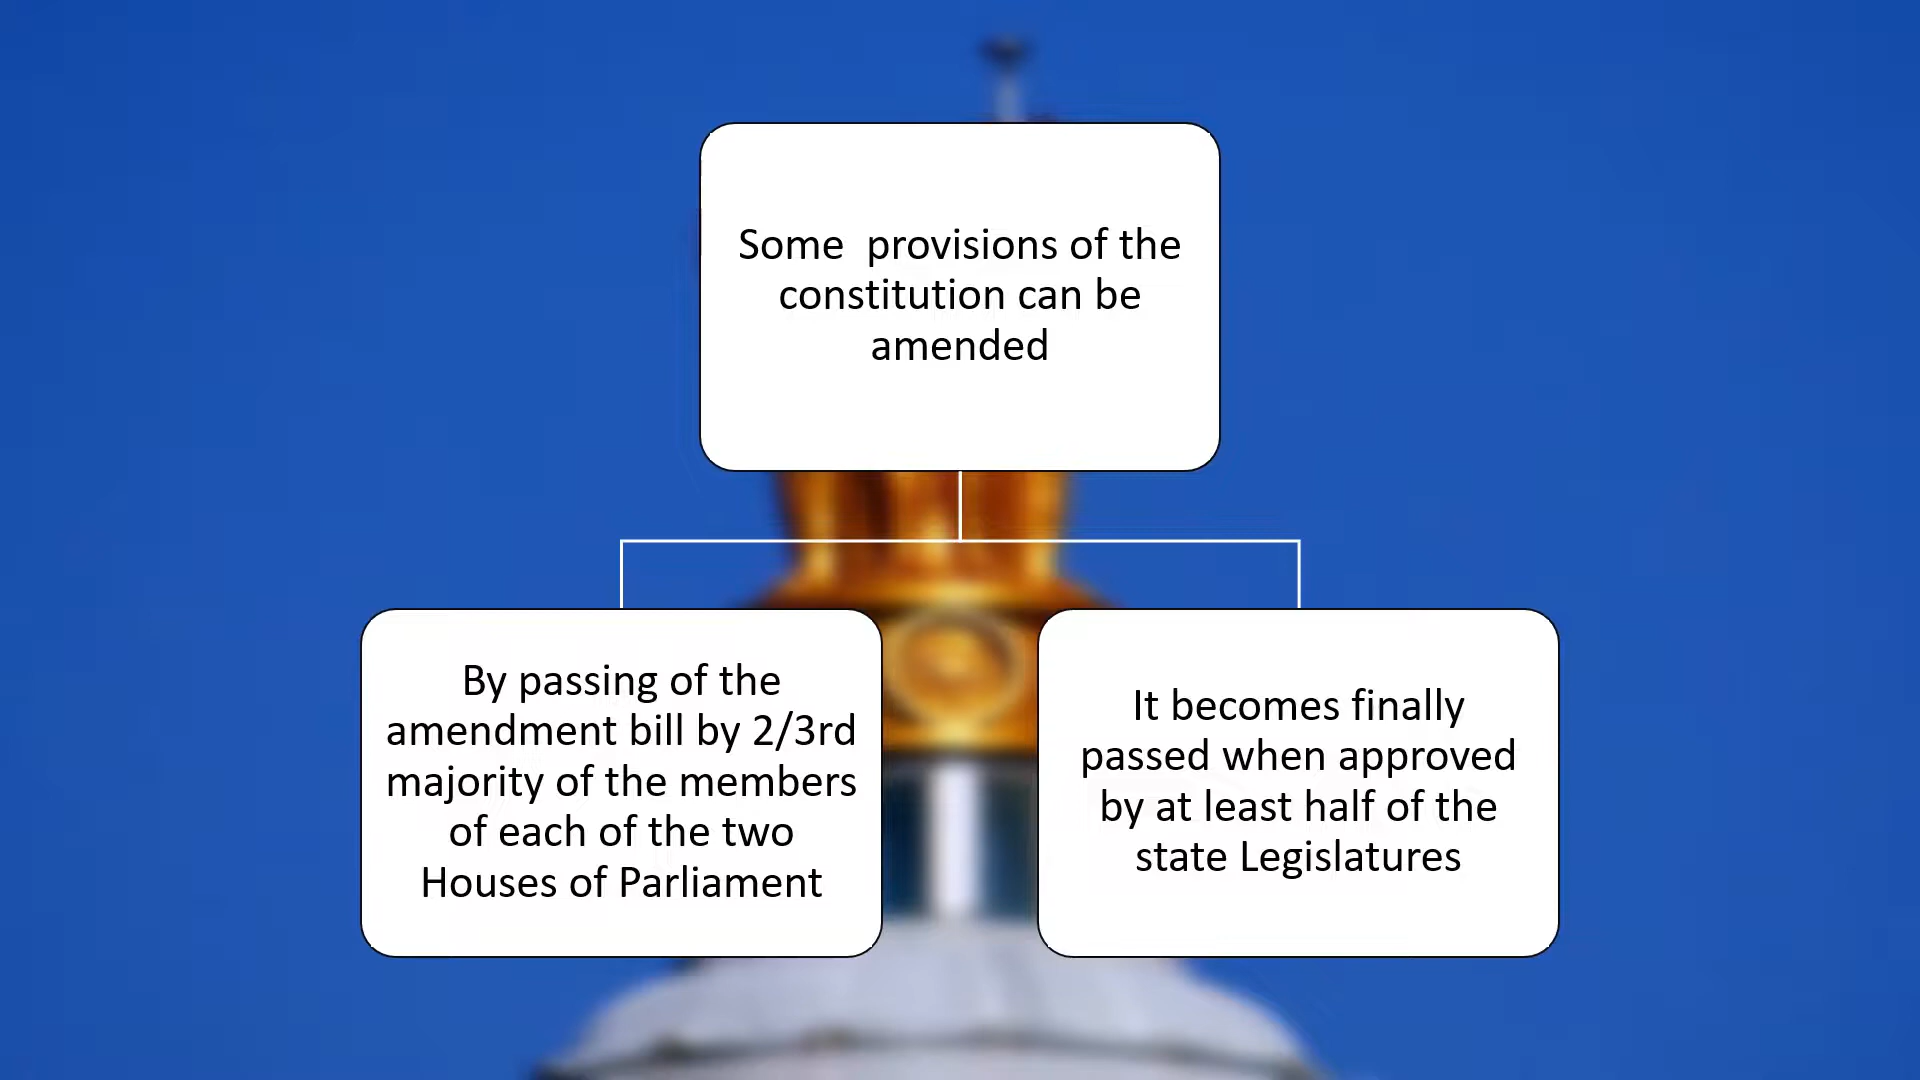 Some  provisions of the
constitution can be
amended
By passing of the
amendment bill by 2/3rd
majority of the members
of each of the two
Houses of Parliament
It becomes finally
passed when approved
by at least half of the
state Legislatures